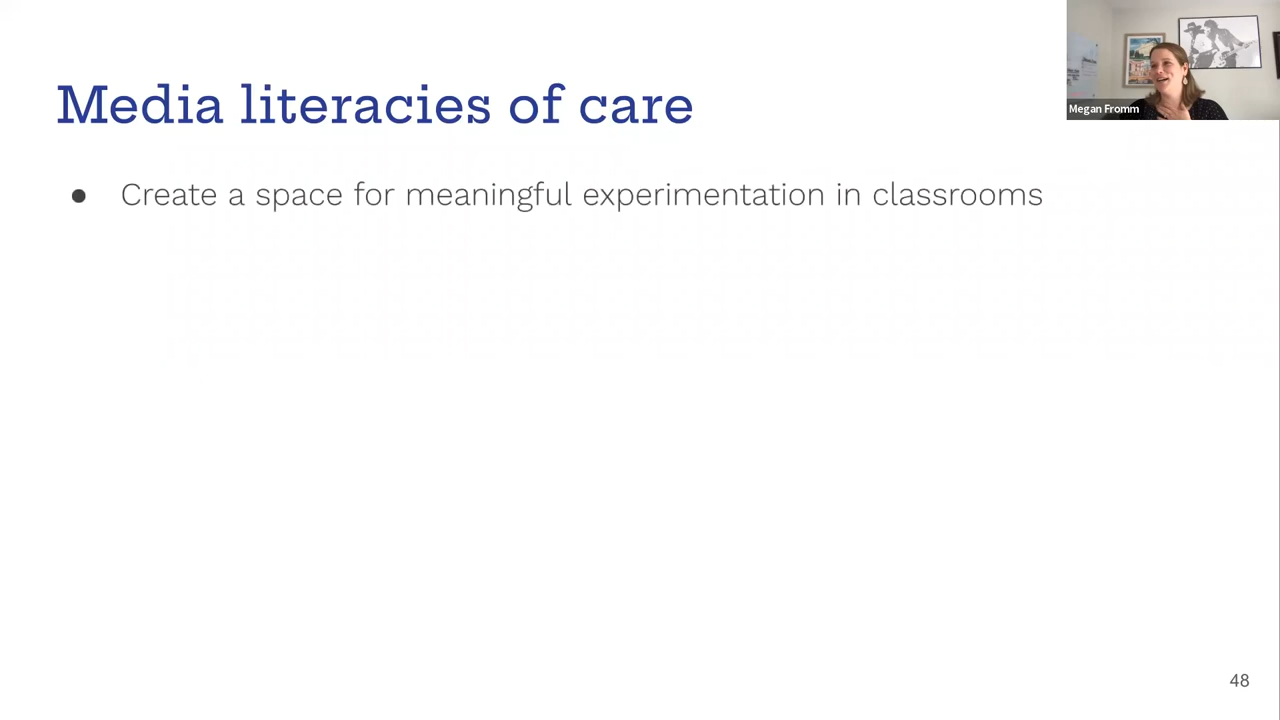 Media literacies of care
Megan Fromm
● Create a space for meaningful experimentation in classrooms
48